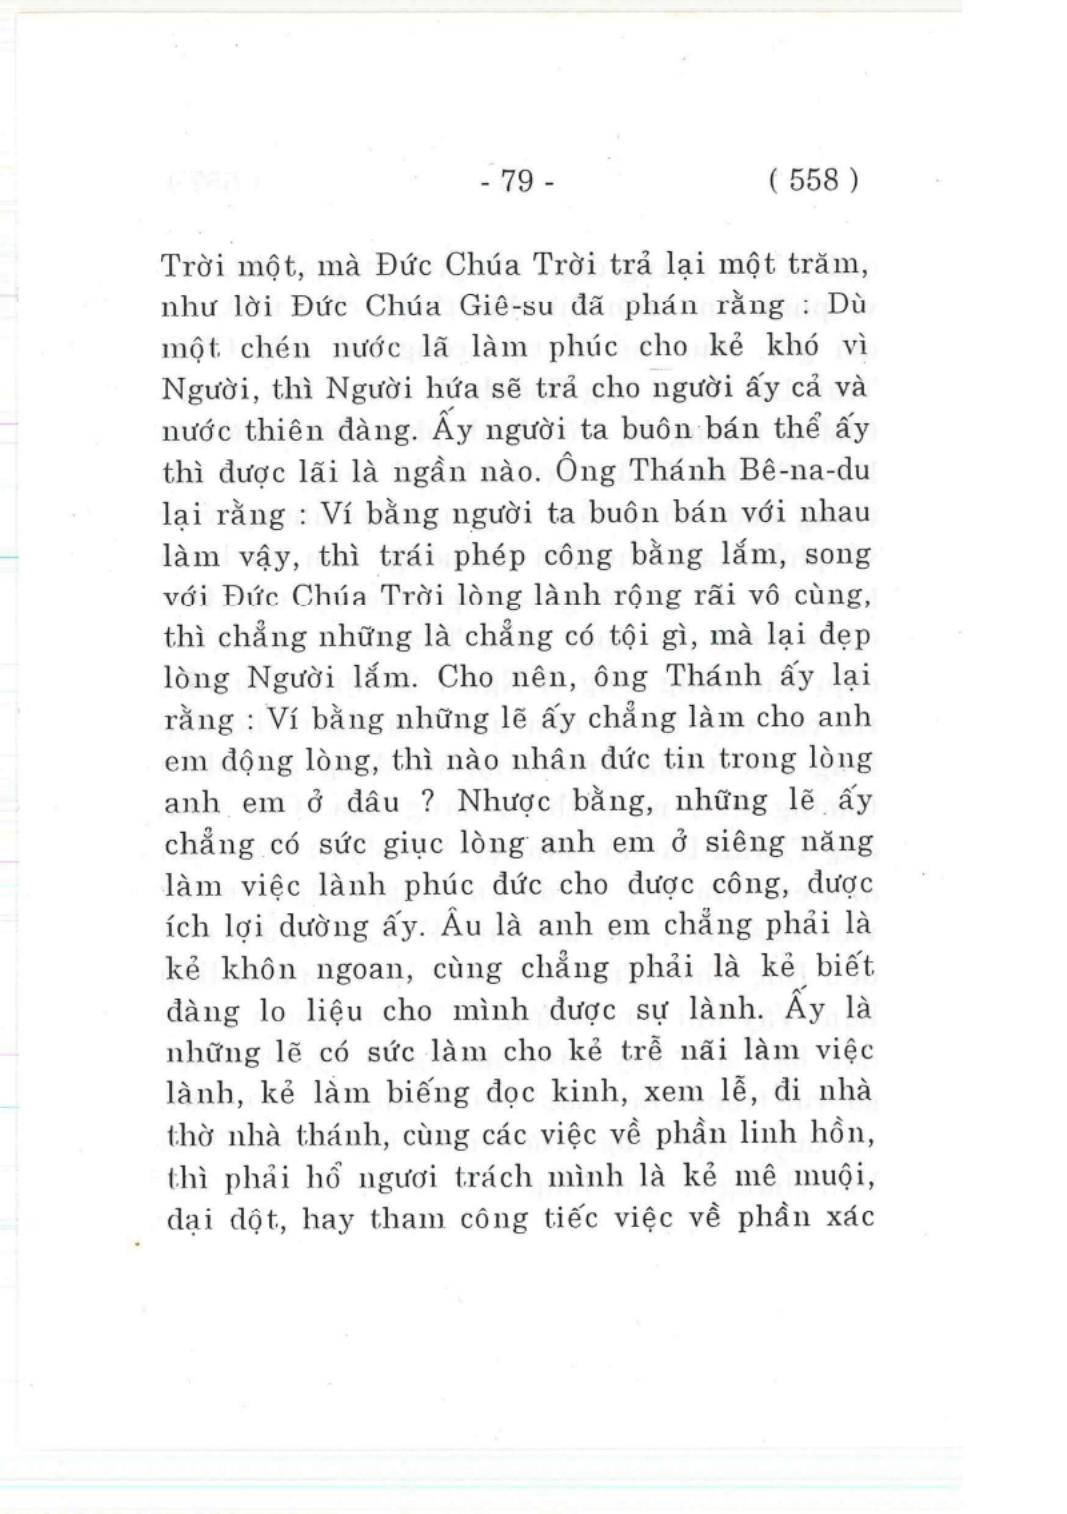 - 79 - ( 558 )
Trời một, mà Đức Chúa Trời trả lại một trăm,
như lời Đức Chúa Giê-su đã phán rằng : Dù
một chén nước lã làm phúc cho kẻ khó vì
Người, thì Người hứa sẽ trả cho người ấy cả và
nước thiên đàng. Ấy người ta buôn bán thể ấy
thì được lãi là ngần nào. Ông Thánh Bê-na-du
lại rằng : Ví bằng người ta buôn bán với nhau
làm vậy, thì trái phép công bằng lắm, song
với Đức Chúa Trời lòng lành rộng rãi vô cùng,
thì chẳng những là chẳng có tội gì, mà lại đẹp
lòng Người lắm. Cho nên, ông Thánh ấy lại
rằng : Ví bằng những lẽ ấy chẳng làm cho anh
em động lòng, thì nào nhân đức tin trong lòng
anh em ở đâu ? Nhược bằng, những lẽ ấy
chẳng có sức giục lòng anh em ở siêng năng
làm việc lành phúc đức cho được công, được
ích lợi dường ấy. Âu là anh em chẳng phải là
kẻ khôn ngoan, cùng chẳng phải là kẻ biết
đàng lo liệu cho mình được sự lành. Ấy là
những lẽ có sức làm cho kẻ trễ nãi làm việc
lành, kẻ làm biếng đọc kinh, xem lễ, đi nhà
thờ nhà thánh, cùng các việc về phần linh hồn,
thì phải hổ ngươi trách mình là kẻ mê muội,
dại dột, hay tham công tiếc việc về phần xác